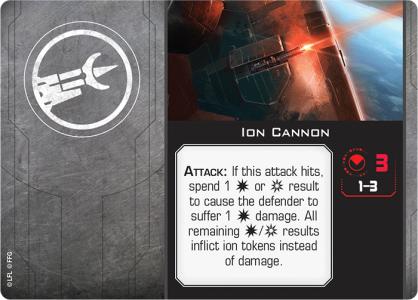 Ion Cannon
Attack: If this attack hits,
spend 1 or result
to cause the defender to
suffer 1 damage. All
remaining / results
inflict ion tokens instead
of damage.
3
1–3
© LFL © FFG